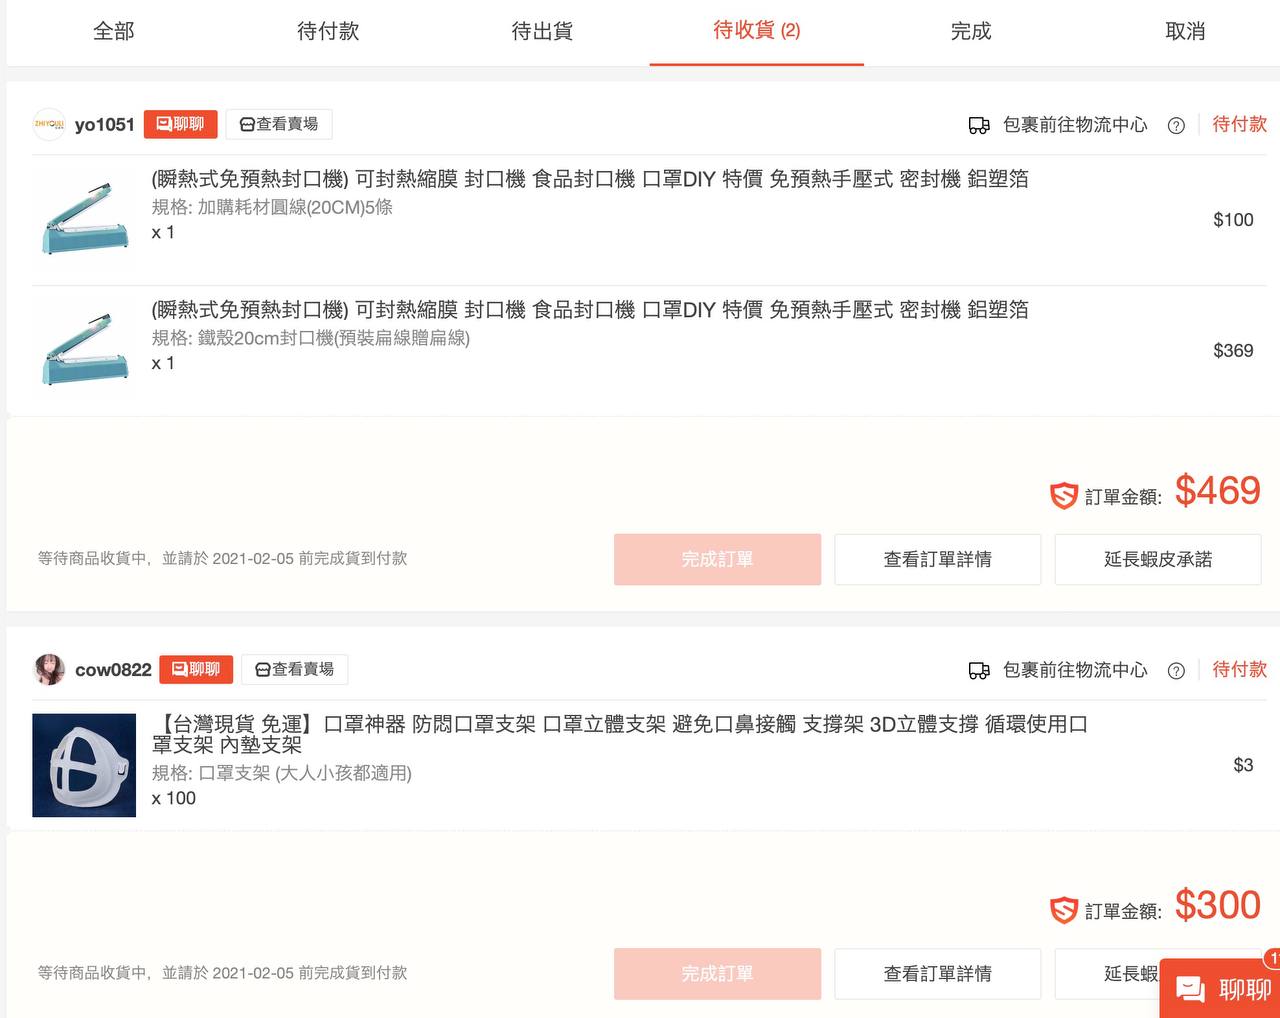 全部
待付款
待出貨
待收貨 (2)
完成
取消
ZHIYOULI
yo1051
聊聊
查看賣場
包裹前往物流中心
?
待付款
(瞬熱式免預熱封口機) 可封熱縮膜 封口機 食品封口機 口罩DIY 特價 免預熱手壓式 密封機 鋁塑箔
規格: 加購耗材圓線(20CM)5條
x 1
$100
(瞬熱式免預熱封口機) 可封熱縮膜 封口機 食品封口機 口罩DIY 特價 免預熱手壓式 密封機 鋁塑箔
規格: 鐵殼20cm封口機(預裝扁線贈扁線)
x 1
$369
訂單金額: $469
等待商品收貨中, 並請於 2021-02-05 前完成貨到付款
完成訂單
查看訂單詳情
延長蝦皮承諾
cow0822
聊聊
查看賣場
包裹前往物流中心
?
待付款
【台灣現貨 免運】口罩神器 防悶口罩支架 口罩立體支架 避免口鼻接觸 支撐架 3D立體支撐 循環使用口
罩支架 內墊支架
規格: 口罩支架 (大人小孩都適用)
x 100
$3
訂單金額: $300
等待商品收貨中, 並請於 2021-02-05 前完成貨到付款
完成訂單
查看訂單詳情
延長蝦
聊聊